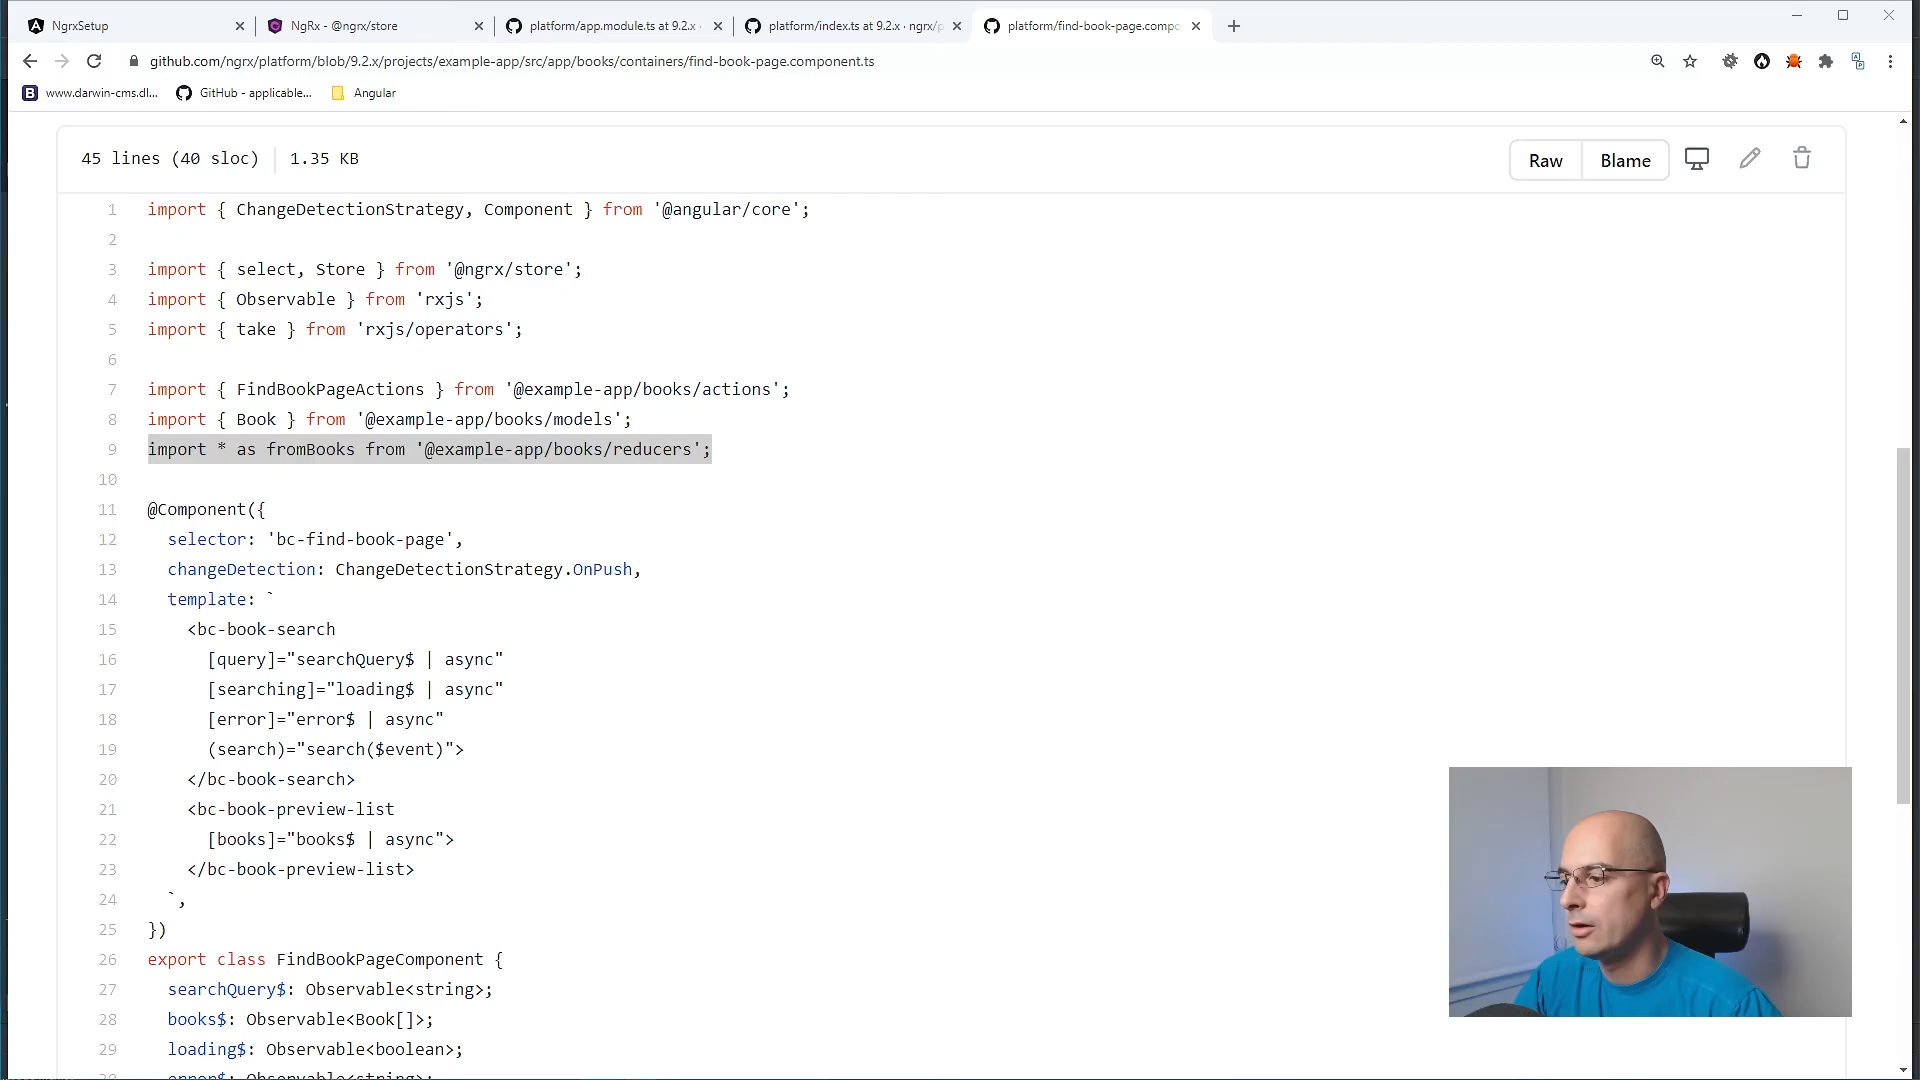 NgrxSetup
NgRx - @ngrx/store
platform/app.module.ts at 9.2.x ·
platform/index.ts at 9.2.x · ngrx/p
platform/find-book-page.compo
github.com/ngrx/platform/blob/9.2.x/projects/example-app/src/app/books/containers/find-book-page.component.ts
www.darwin-cms.dl...
GitHub - applicable...
Angular
45 lines (40 sloc)
1.35 KB
Raw
Blame
1 import { ChangeDetectionStrategy, Component } from '@angular/core';
2
3 import { select, Store } from '@ngrx/store';
4 import { Observable } from 'rxjs';
5 import { take } from 'rxjs/operators';
6
7 import { FindBookPageActions } from '@example-app/books/actions';
8 import { Book } from '@example-app/books/models';
9 import * as fromBooks from '@example-app/books/reducers';
10
11 @Component({
12 selector: 'bc-find-book-page',
13 changeDetection: ChangeDetectionStrategy.OnPush,
14 template: `
15 <bc-book-search
16 [query]="searchQuery$ | async"
17 [searching]="loading$ | async"
18 [error]="error$ | async"
19 (search)="search($event)">
20 </bc-book-search>
21 <bc-book-preview-list
22 [books]="books$ | async">
23 </bc-book-preview-list>
24 `,
25 })
26 export class FindBookPageComponent {
27 searchQuery$: Observable<string>;
28 books$: Observable<Book[]>;
29 loading$: Observable<boolean>;
30 error$: Observable<string>;